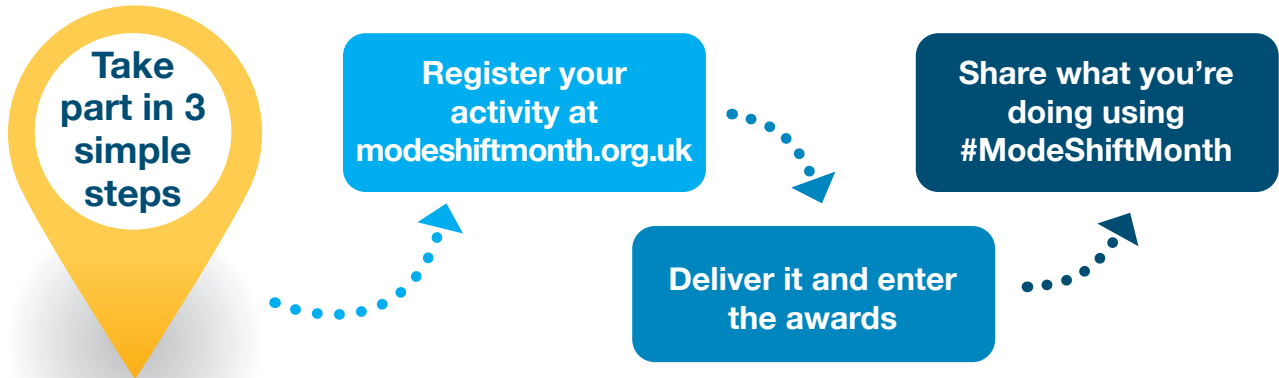 Take
part in 3
simple
steps
Register your
activity at
modeshiftmonth.org.uk
Deliver it and enter
the awards
Share what you’re
doing using
#ModeShiftMonth